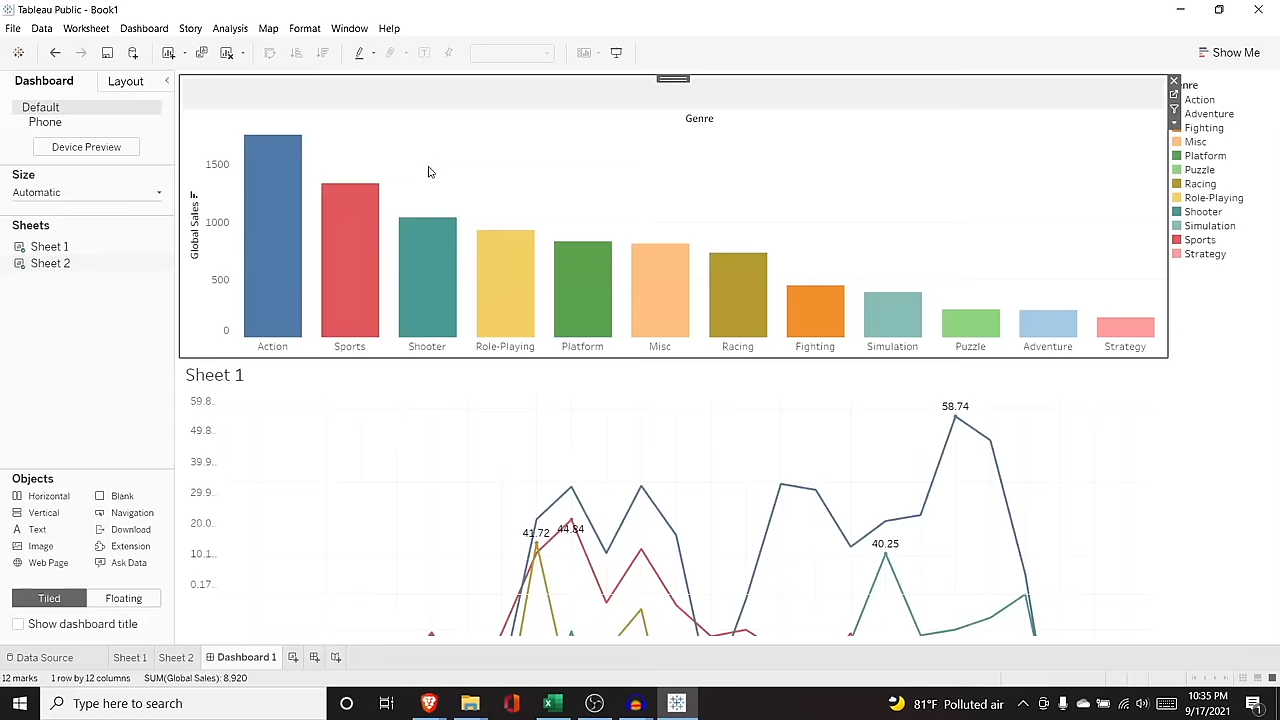 Tableau Public - Book1
File Data Worksheet Dashboard Story Analysis Map Format Window Help
Show Me
Dashboard Layout
Default
Phone
Device Preview
Size
Automatic
Sheets
Sheet 1
Sheet 2
Objects
Horizontal Blank
Vertical Navigation
Text Download
Image Extension
Web Page Ask Data
Tiled Floating
Show dashboard title
Genre
Global Sales
1500
1000
500
0
Action Sports Shooter Role-Playing Platform Misc Racing Fighting Simulation Puzzle Adventure Strategy
Sheet 1
59.8..
49.8..
39.9..
29.9..
20.0..
10.1..
0.17..
58.74
41.72 44.84
40.25
enre
Action
Adventure
Fighting
Misc
Platform
Puzzle
Racing
Role-Playing
Shooter
Simulation
Sports
Strategy
Data Source Sheet 1 Sheet 2 Dashboard 1
12 marks 1 row by 12 columns SUM(Global Sales): 8.920
Type here to search
81°F Polluted air
10:35 PM
9/17/2021